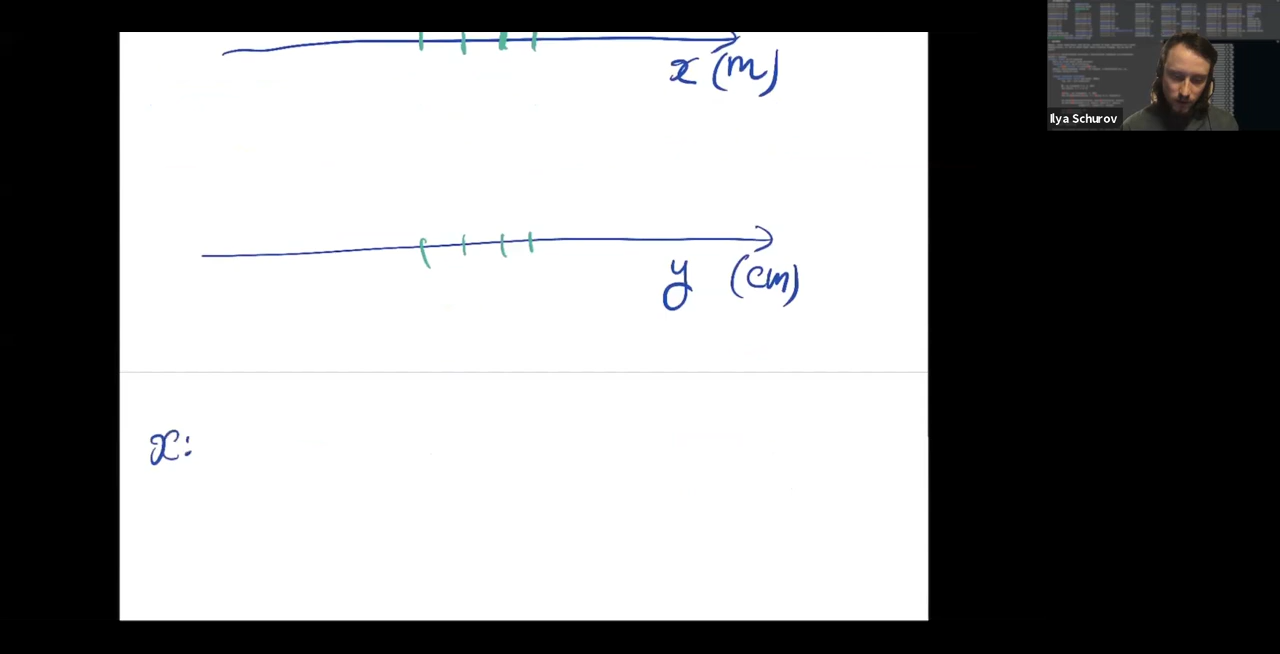 x (m)
Ilya Schurov
y (cm)
x: